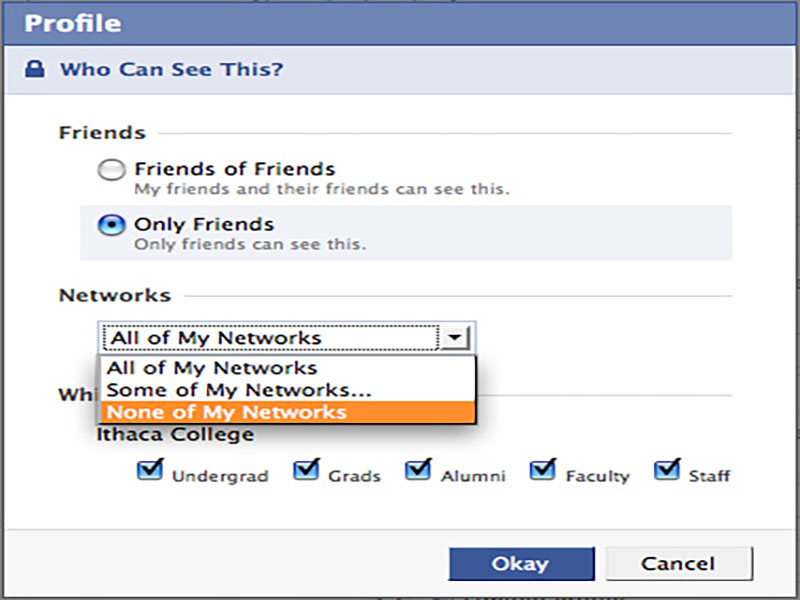 Profile
Who Can See This?
Friends
Friends of Friends
My friends and their friends can see this.
Only Friends
Only friends can see this.
Networks
All of My Networks
All of My Networks
Some of My Networks...
None of My Networks
Ithaca College
Undergrad Grads Alumni Faculty Staff
Okay Cancel